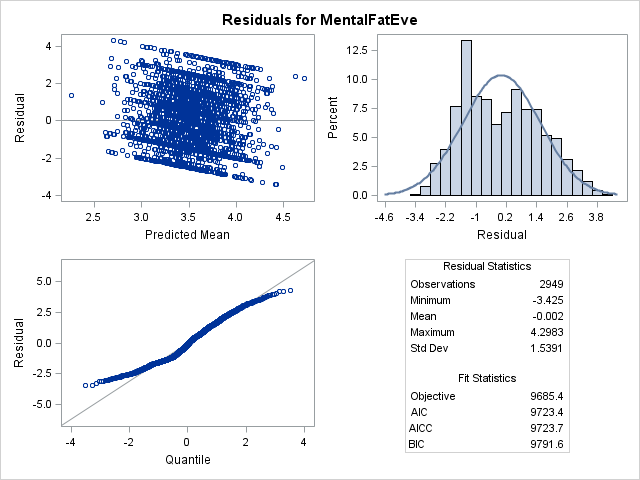 Residuals for MentalFatEve
4
2
0
-2
-4
Residual
2.5 3.0 3.5 4.0 4.5
Predicted Mean
12.5
10.0
7.5
5.0
2.5
0.0
Percent
-4.6 -3.4 -2.2 -1 0.2 1.4 2.6 3.8
Residual
5.0
2.5
0.0
-2.5
-5.0
Residual
-4 -2 0 2 4
Quantile
Residual Statistics
Observations 2949
Minimum -3.425
Mean -0.002
Maximum 4.2983
Std Dev 1.5391
Fit Statistics
Objective 9685.4
AIC 9723.4
AICC 9723.7
BIC 9791.6